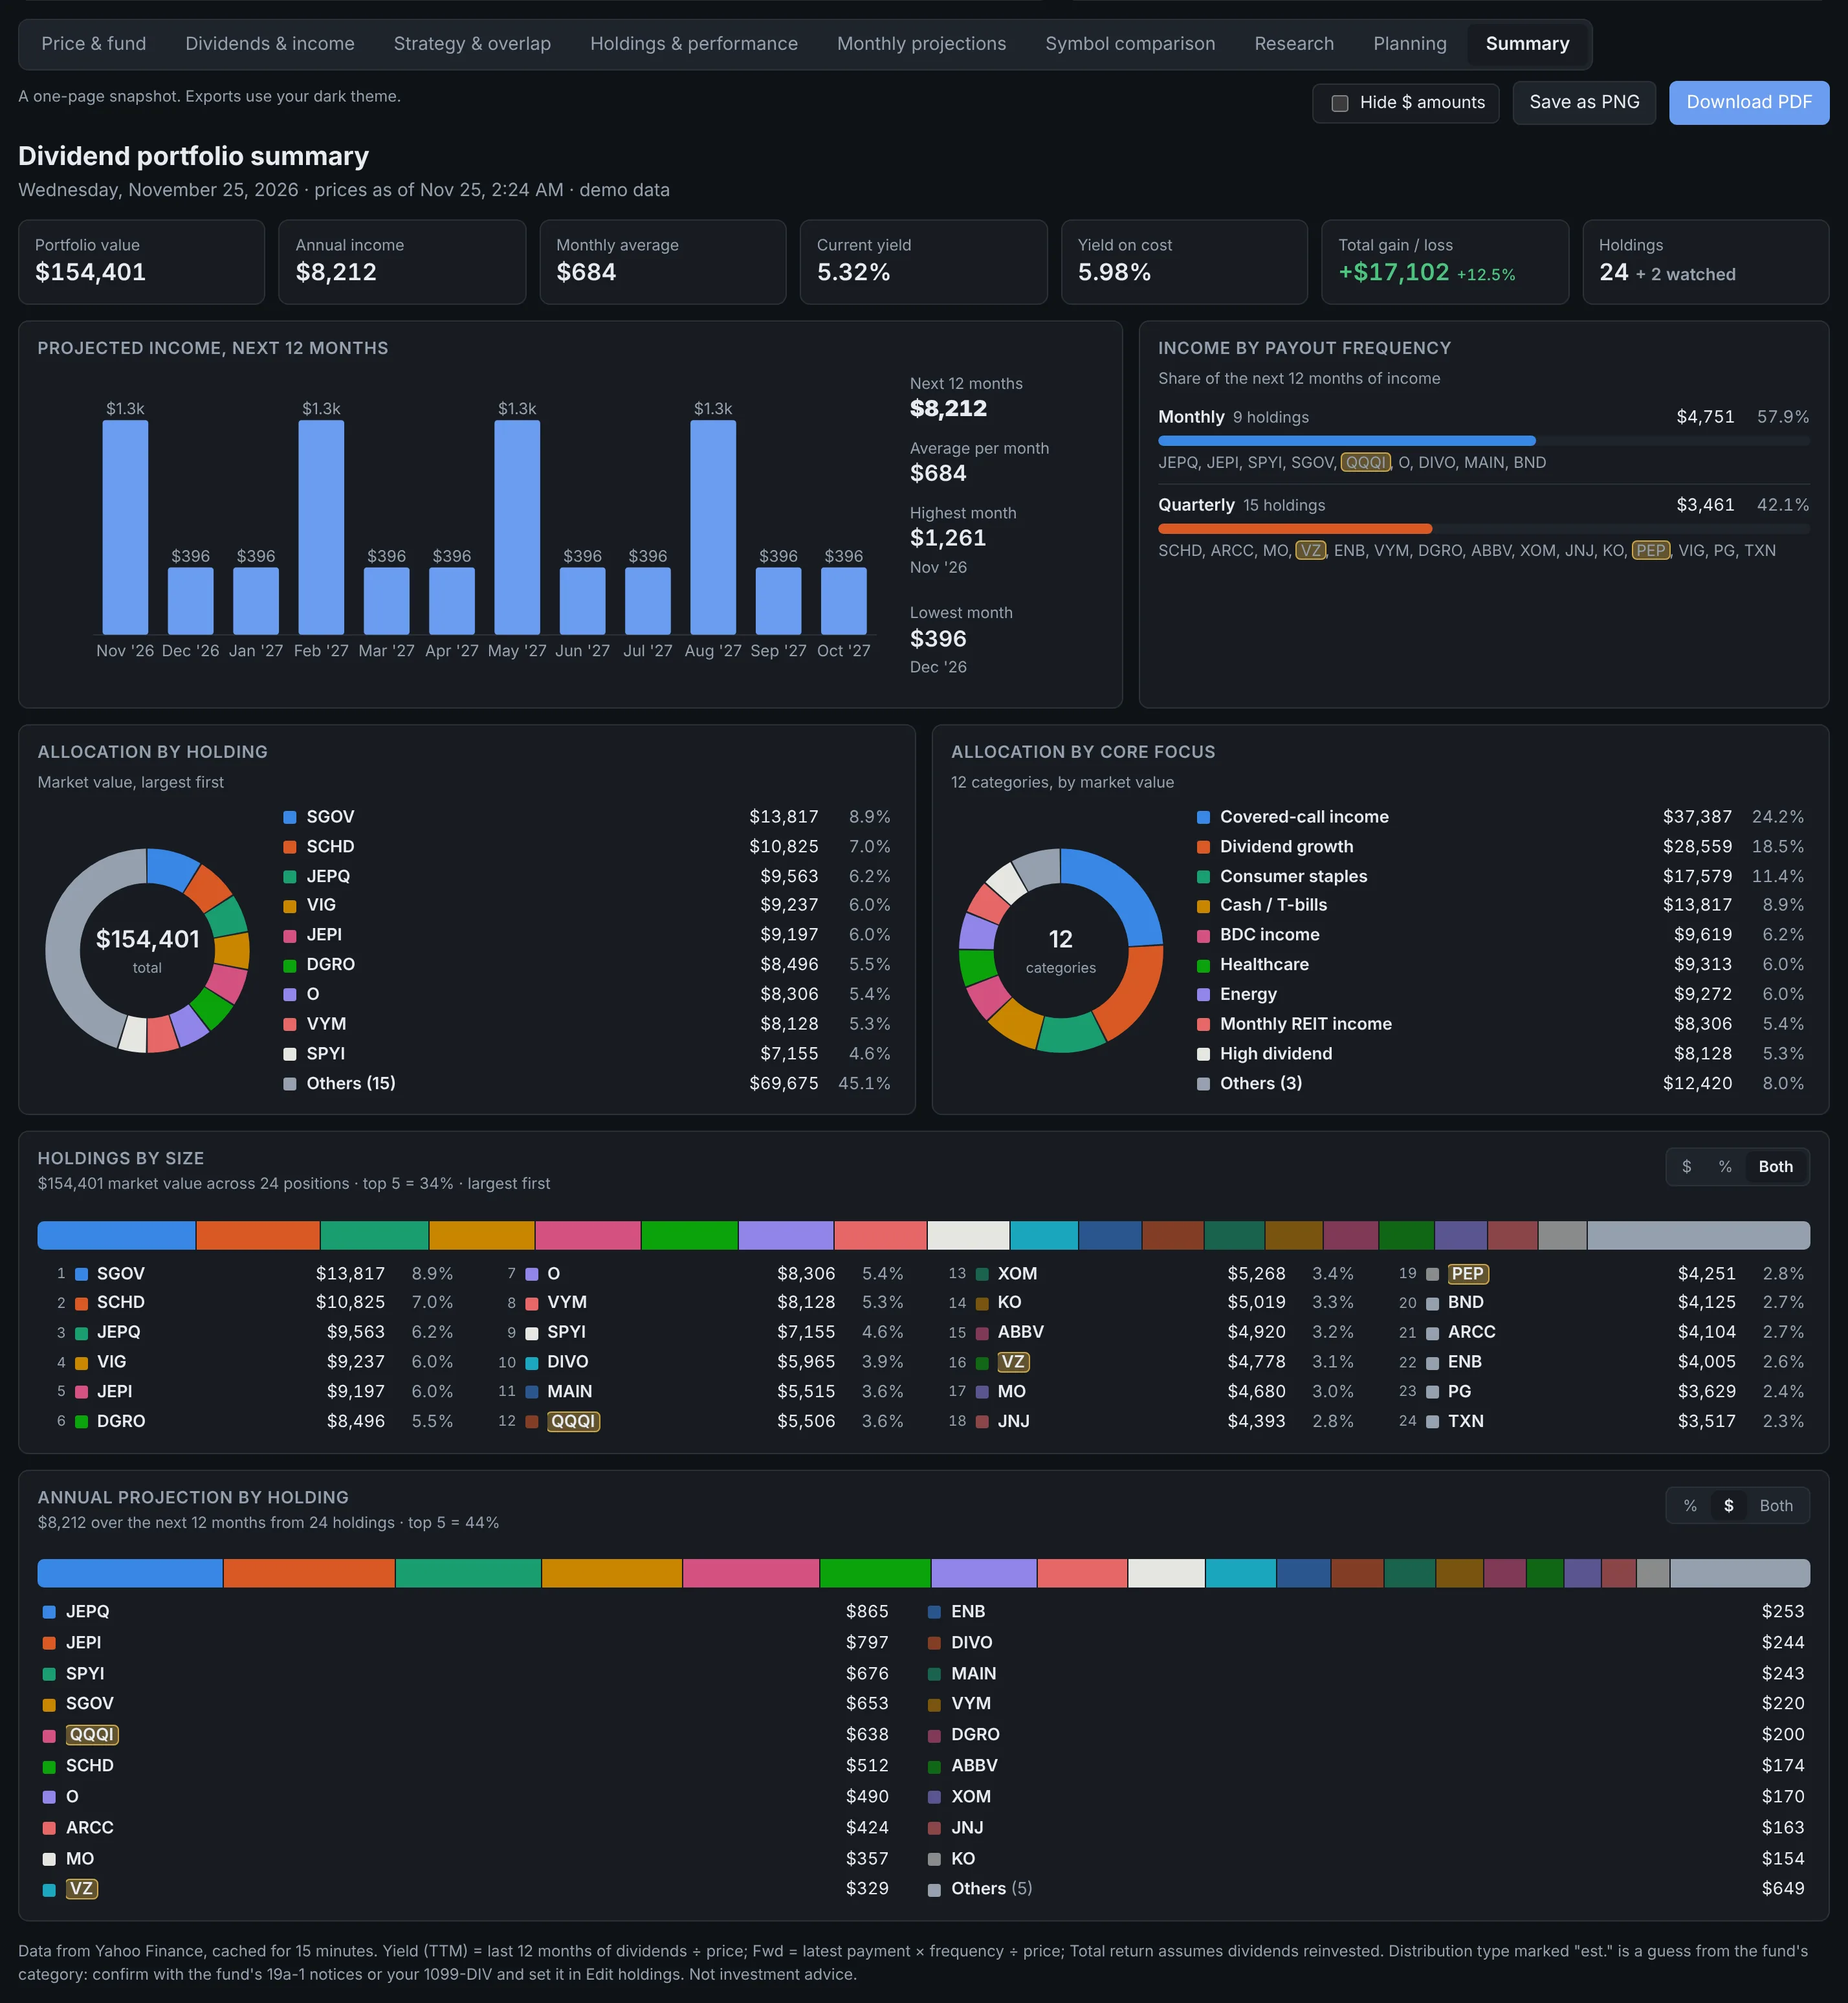 Price & fund Dividends & income Strategy & overlap Holdings & performance Monthly projections Symbol comparison Research Planning Summary
A one-page snapshot. Exports use your dark theme.
Hide $ amounts Save as PNG Download PDF
Dividend portfolio summary
Wednesday, November 25, 2026 · prices as of Nov 25, 2:24 AM · demo data
Portfolio value
$154,401
Annual income
$8,212
Monthly average
$684
Current yield
5.32%
Yield on cost
5.98%
Total gain / loss
+$17,102 +12.5%
Holdings
24 + 2 watched
PROJECTED INCOME, NEXT 12 MONTHS
$1.3k $1.3k $1.3k $1.3k
$396 $396 $396 $396 $396 $396 $396 $396
Nov '26 Dec '26 Jan '27 Feb '27 Mar '27 Apr '27 May '27 Jun '27 Jul '27 Aug '27 Sep '27 Oct '27
Next 12 months
$8,212
Average per month
$684
Highest month
$1,261
Nov '26
Lowest month
$396
Dec '26
INCOME BY PAYOUT FREQUENCY
Share of the next 12 months of income
Monthly 9 holdings $4,751 57.9%
JEPQ, JEPI, SPYI, SGOV, QQQI, O, DIVO, MAIN, BND
Quarterly 15 holdings $3,461 42.1%
SCHD, ARCC, MO, VZ, ENB, VYM, DGRO, ABBV, XOM, JNJ, KO, PEP, VIG, PG, TXN
ALLOCATION BY HOLDING
Market value, largest first
$154,401
total
SGOV $13,817 8.9%
SCHD $10,825 7.0%
JEPQ $9,563 6.2%
VIG $9,237 6.0%
JEPI $9,197 6.0%
DGRO $8,496 5.5%
O $8,306 5.4%
VYM $8,128 5.3%
SPYI $7,155 4.6%
Others (15) $69,675 45.1%
ALLOCATION BY CORE FOCUS
12 categories, by market value
12
categories
Covered-call income $37,387 24.2%
Dividend growth $28,559 18.5%
Consumer staples $17,579 11.4%
Cash / T-bills $13,817 8.9%
BDC income $9,619 6.2%
Healthcare $9,313 6.0%
Energy $9,272 6.0%
Monthly REIT income $8,306 5.4%
High dividend $8,128 5.3%
Others (3) $12,420 8.0%
HOLDINGS BY SIZE
$154,401 market value across 24 positions · top 5 = 34% · largest first
$ % Both
1 SGOV $13,817 8.9%
2 SCHD $10,825 7.0%
3 JEPQ $9,563 6.2%
4 VIG $9,237 6.0%
5 JEPI $9,197 6.0%
6 DGRO $8,496 5.5%
7 O $8,306 5.4%
8 VYM $8,128 5.3%
9 SPYI $7,155 4.6%
10 DIVO $5,965 3.9%
11 MAIN $5,515 3.6%
12 QQQI $5,506 3.6%
13 XOM $5,268 3.4%
14 KO $5,019 3.3%
15 ABBV $4,920 3.2%
16 VZ $4,778 3.1%
17 MO $4,680 3.0%
18 JNJ $4,393 2.8%
19 PEP $4,251 2.8%
20 BND $4,125 2.7%
21 ARCC $4,104 2.7%
22 ENB $4,005 2.6%
23 PG $3,629 2.4%
24 TXN $3,517 2.3%
ANNUAL PROJECTION BY HOLDING
$8,212 over the next 12 months from 24 holdings · top 5 = 44%
% $ Both
JEPQ $865
JEPI $797
SPYI $676
SGOV $653
QQQI $638
SCHD $512
O $490
ARCC $424
MO $357
VZ $329
ENB $253
DIVO $244
MAIN $243
VYM $220
DGRO $200
ABBV $174
XOM $170
JNJ $163
KO $154
Others (5) $649
Data from Yahoo Finance, cached for 15 minutes. Yield (TTM) = last 12 months of dividends ÷ price; Fwd = latest payment × frequency ÷ price; Total return assumes dividends reinvested. Distribution type marked "est." is a guess from the fund's
category: confirm with the fund's 19a-1 notices or your 1099-DIV and set it in Edit holdings. Not investment advice.